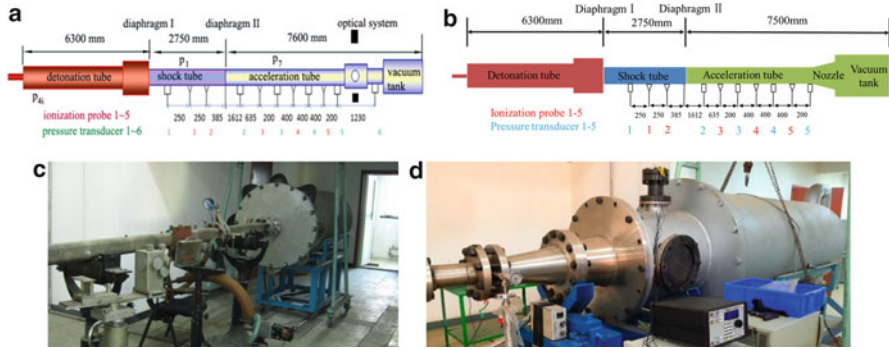 a
diaphragm I
diaphragm II
optical system
6300 mm
2750 mm
7600 mm
p1
p7
detonation tube
shock tube
acceleration tube
vacuum
tank
p4i
ionization probe 1~5
pressure transducer 1~6
250 250 385 1612 635 200 400 400 400 200 1230
1 1 2 2 3 3 4 4 5 5 6
b
Diaphragm I
Diaphragm II
6300mm
2750 mm
7500 mm
Detonation tube
Shock tube
Acceleration tube
Nozzle
Vacuum
tank
Ionization probe 1-5
Pressure transducer 1-5
250 250 385 1612 635 200 400 400 400 200
1 1 2 2 3 3 4 4 5 5
c
d